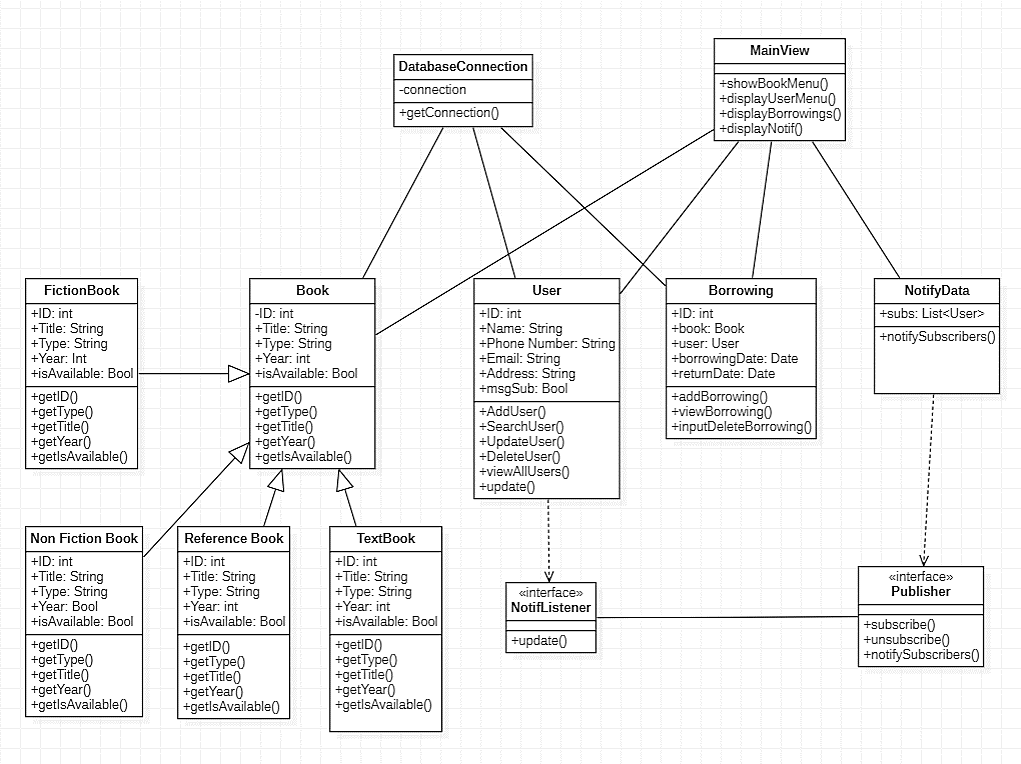 DatabaseConnection
-connection
+getConnection()
MainView
+showBookMenu()
+displayUserMenu()
+displayBorrowings()
+displayNotif()
FictionBook
+ID: int
+Title: String
+Type: String
+Year: Int
+isAvailable: Bool
+getID()
+getType()
+getTitle()
+getYear()
+getIsAvailable()
Book
-ID: int
+Title: String
+Type: String
+Year: int
+isAvailable: Bool
+getID()
+getType()
+getTitle()
+getYear()
+getIsAvailable()
User
+ID: int
+Name: String
+Phone Number: String
+Email: String
+Address: String
+msgSub: Bool
+AddUser()
+SearchUser()
+UpdateUser()
+DeleteUser()
+viewAllUsers()
+update()
Borrowing
+ID: int
+book: Book
+user: User
+borrowingDate: Date
+returnDate: Date
+addBorrowing()
+viewBorrowing()
+inputDeleteBorrowing()
NotifyData
+subs: List<User>
+notifySubscribers()
Non Fiction Book
+ID: int
+Title: String
+Type: String
+Year: Bool
+isAvailable: Bool
+getID()
+getType()
+getTitle()
+getYear()
+getIsAvailable()
Reference Book
+ID: int
+Title: String
+Type: String
+Year: int
+isAvailable: Bool
+getID()
+getType()
+getTitle()
+getYear()
+getIsAvailable()
TextBook
+ID: int
+Title: String
+Type: String
+Year: int
+isAvailable: Bool
+getID()
+getType()
+getTitle()
+getYear()
+getIsAvailable()
«interface»
NotifListener
+update()
«interface»
Publisher
+subscribe()
+unsubscribe()
+notifySubscribers()